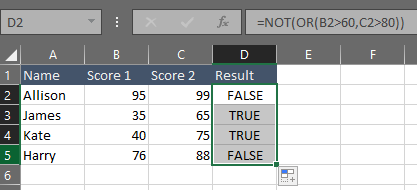 D2 =NOT(OR(B2>60,C2>80))
A B C D E F
1 Name Score 1 Score 2 Result
2 Allison 95 99 FALSE
3 James 35 65 TRUE
4 Kate 40 75 TRUE
5 Harry 76 88 FALSE
6